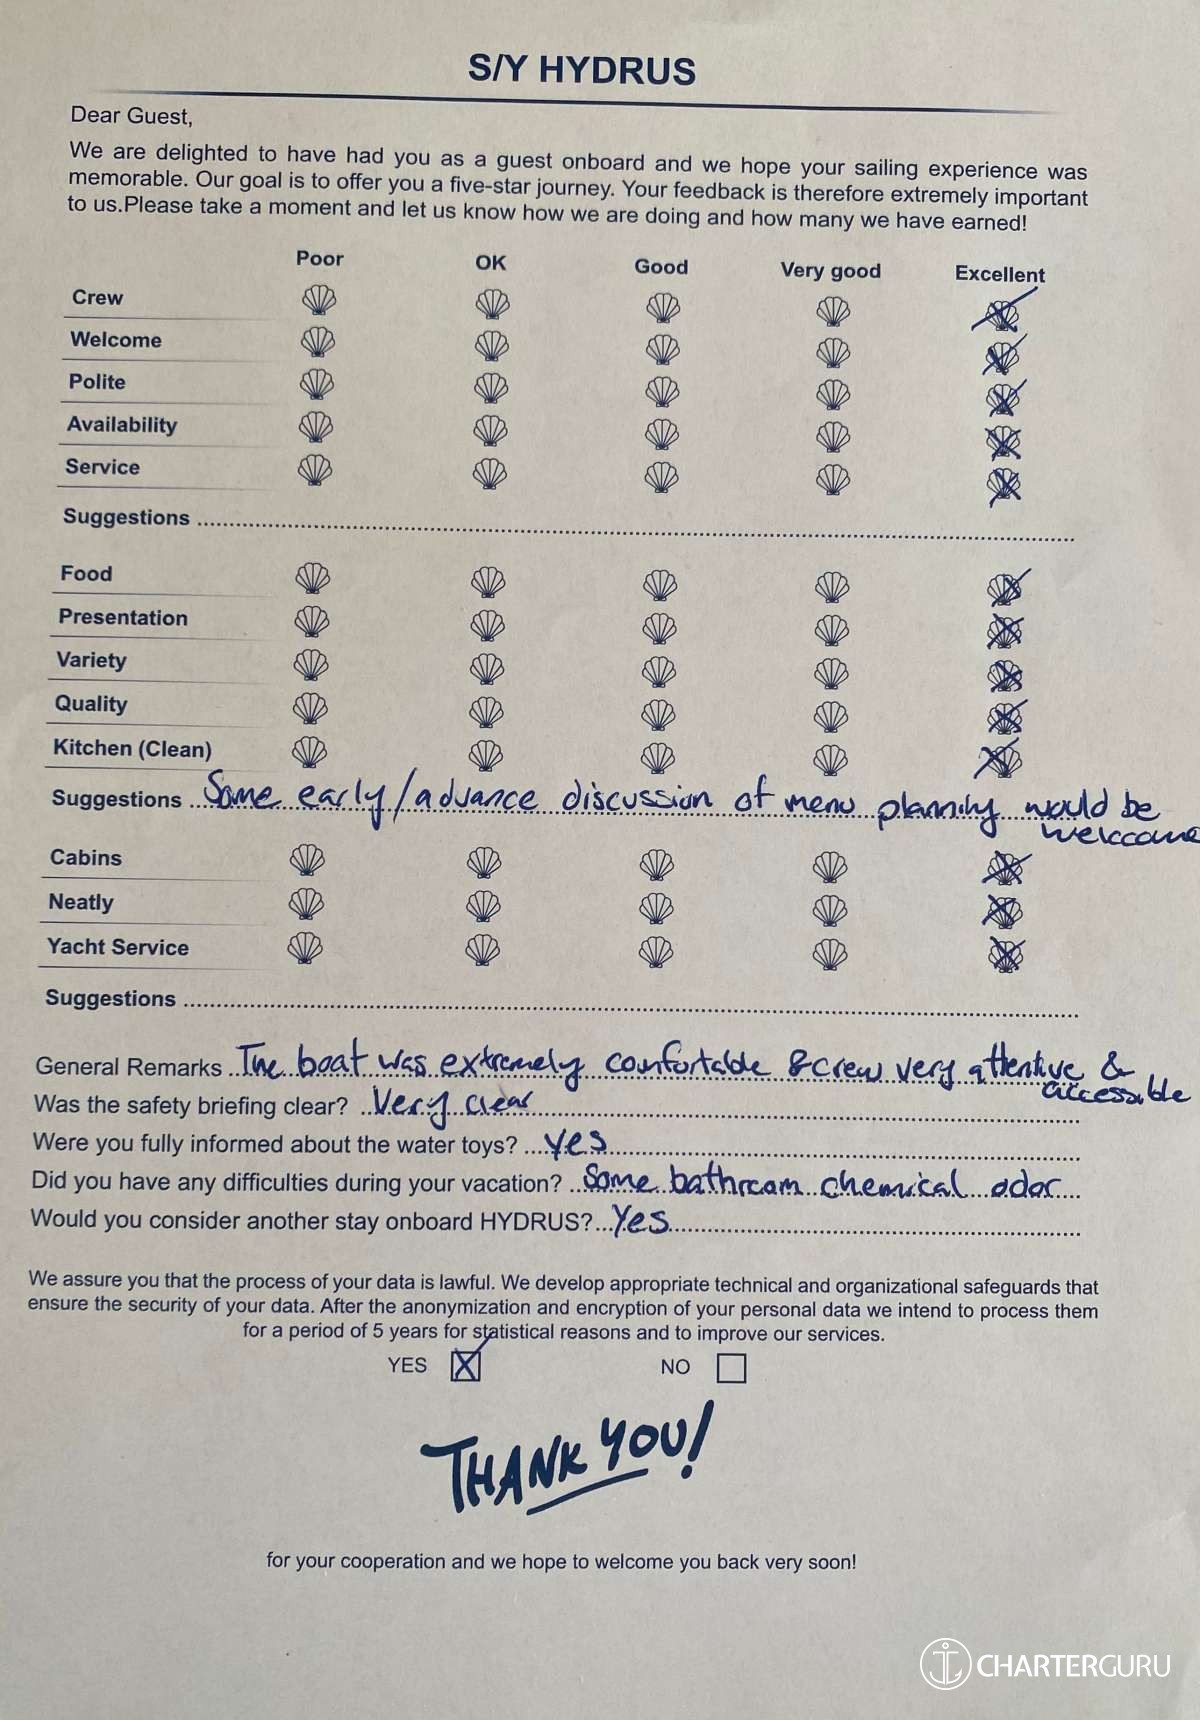 S/Y HYDRUS
Dear Guest,
We are delighted to have had you as a guest onboard and we hope your sailing experience was
memorable. Our goal is to offer you a five-star journey. Your feedback is therefore extremely important
to us.Please take a moment and let us know how we are doing and how many we have earned!
Poor OK Good Very good Excellent
Crew
Welcome
Polite
Availability
Service
Suggestions
Food
Presentation
Variety
Quality
Kitchen (Clean)
Suggestions Some early/advance discussion of menu planning would be
welccome
Cabins
Neatly
Yacht Service
Suggestions
General Remarks The boat was extremely comfortable & crew very attentive &
accessible
Was the safety briefing clear? Very clear
Were you fully informed about the water toys? yes
Did you have any difficulties during your vacation? Some bathroom chemical odor
Would you consider another stay onboard HYDRUS? Yes
We assure you that the process of your data is lawful. We develop appropriate technical and organizational safeguards that
ensure the security of your data. After the anonymization and encryption of your personal data we intend to process them
for a period of 5 years for statistical reasons and to improve our services.
YES X NO
THANK YOU!
for your cooperation and we hope to welcome you back very soon!
CHARTERGURU